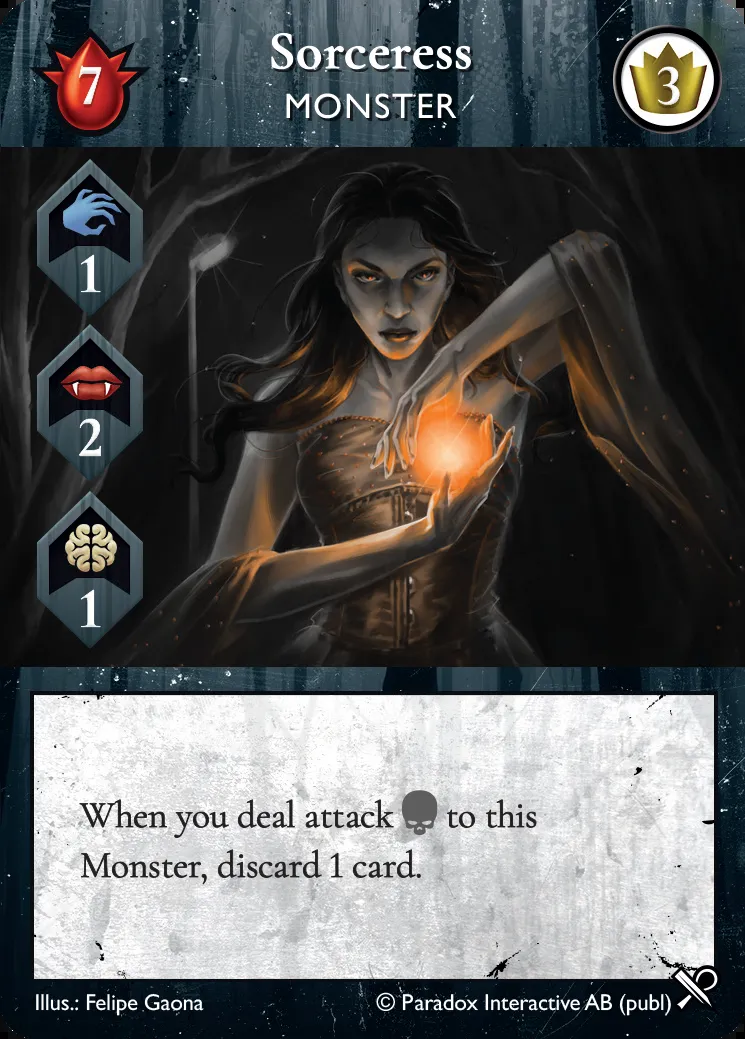 Sorceress
7
MONSTER
3
1
2
1
When you deal attack to this
Monster, discard 1 card.
Illus.: Felipe Gaona
© Paradox Interactive AB (publ)